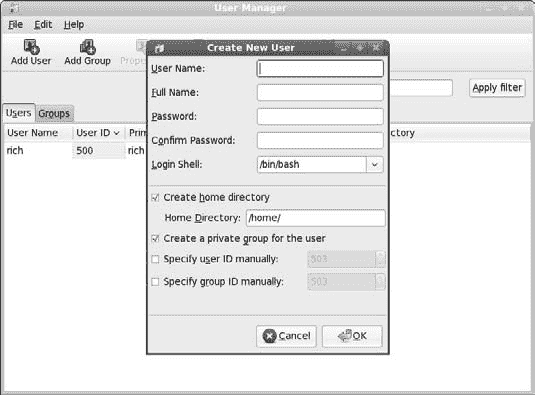 User Manager
File Edit Help
Add User Add Group
Apply filter
Users Groups
User Name User ID
rich 500 rich
Create New User
User Name:
Full Name:
Password:
Confirm Password:
Login Shell: /bin/bash
Create home directory
Home Directory: /home/
Create a private group for the user
Specify user ID manually: 503
Specify group ID manually: 503
Cancel OK